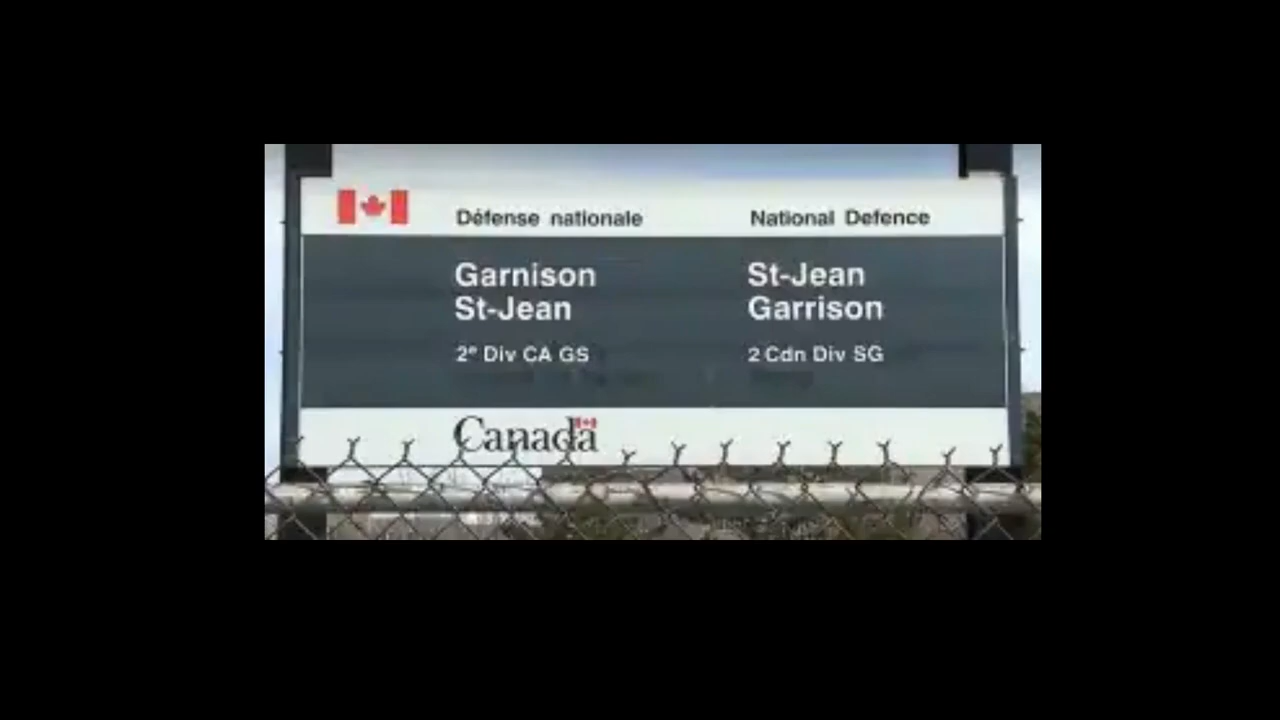 Défense nationale
National Defence
Garnison
St-Jean
2e Div CA GS
St-Jean
Garrison
2 Cdn Div SG
Canada